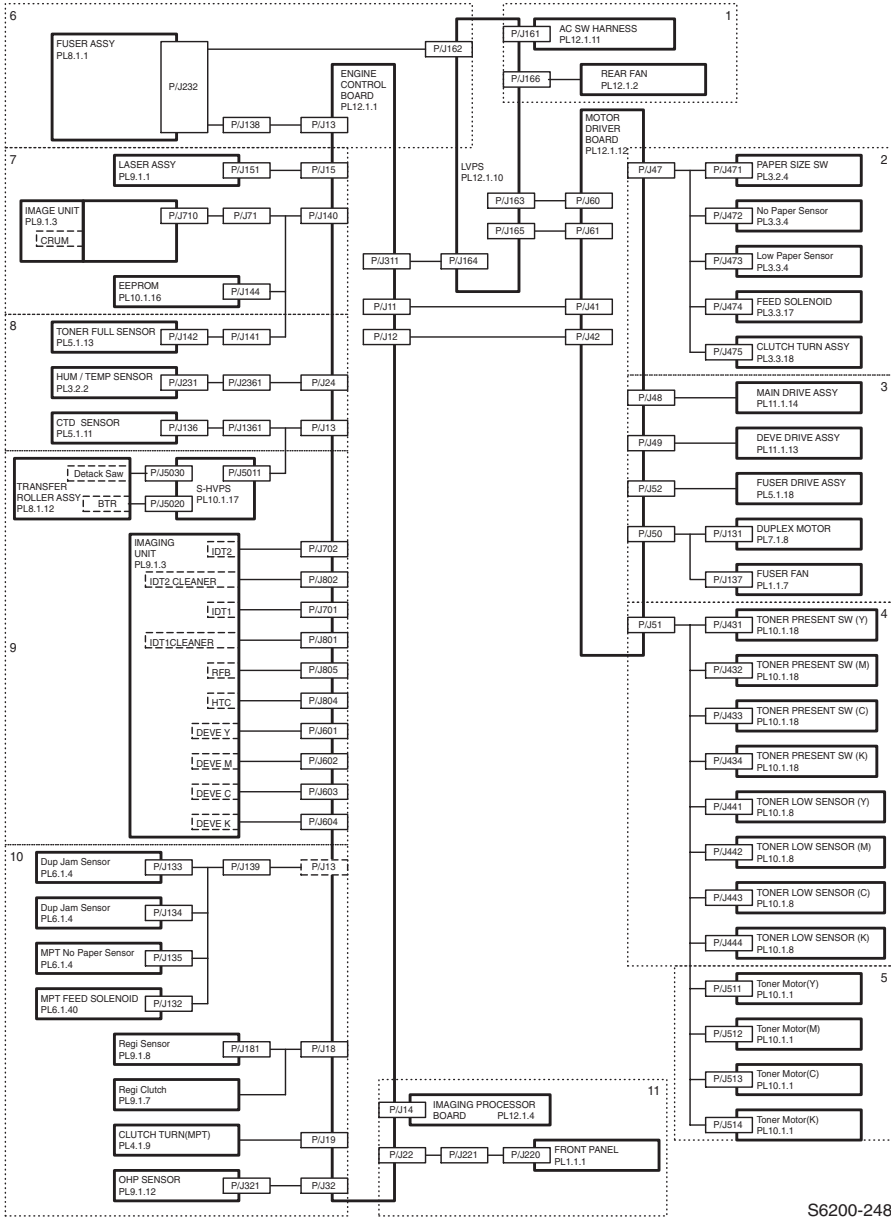 6
FUSER ASSY
PL8.1.1
P/J232
P/J138
P/J13
P/J162
ENGINE
CONTROL
BOARD
PL12.1.1
1
P/J161
AC SW HARNESS
PL12.1.11
P/J166
REAR FAN
PL12.1.2
MOTOR
DRIVER
BOARD
PL12.1.12
LVPS
PL12.1.10
P/J163
P/J60
P/J165
P/J61
P/J311
P/J164
P/J11
P/J41
P/J12
P/J42
7
LASER ASSY
PL9.1.1
P/J151
P/J15
IMAGE UNIT
PL9.1.3
CRUM
P/J710
P/J71
P/J140
EEPROM
PL10.1.16
P/J144
8
TONER FULL SENSOR
PL5.1.13
P/J142
P/J141
HUM / TEMP SENSOR
PL3.2.2
P/J231
P/J2361
P/J24
CTD SENSOR
PL5.1.11
P/J136
P/J1361
P/J13
9
Detack Saw
TRANSFER
ROLLER ASSY
PL8.1.12
BTR
P/J5030
P/J5020
P/J5011
S-HVPS
PL10.1.17
IMAGING
UNIT
PL9.1.3
IDT2
P/J702
IDT2 CLEANER
P/J802
IDT1
P/J701
IDT1CLEANER
P/J801
RFB
P/J805
HTC
P/J804
DEVE Y
P/J601
DEVE M
P/J602
DEVE C
P/J603
DEVE K
P/J604
10
Dup Jam Sensor
PL6.1.4
P/J133
P/J139
P/J13
Dup Jam Sensor
PL6.1.4
P/J134
MPT No Paper Sensor
PL6.1.4
P/J135
MPT FEED SOLENOID
PL6.1.40
P/J132
Regi Sensor
PL9.1.8
P/J181
P/J18
Regi Clutch
PL9.1.7
CLUTCH TURN(MPT)
PL4.1.9
P/J19
OHP SENSOR
PL9.1.12
P/J321
P/J32
2
P/J47
P/J471
PAPER SIZE SW
PL3.2.4
P/J472
No Paper Sensor
PL3.3.4
P/J473
Low Paper Sensor
PL3.3.4
P/J474
FEED SOLENOID
PL3.3.17
P/J475
CLUTCH TURN ASSY
PL3.3.18
3
P/J48
MAIN DRIVE ASSY
PL11.1.14
P/J49
DEVE DRIVE ASSY
PL11.1.13
P/J52
FUSER DRIVE ASSY
PL5.1.18
P/J50
P/J131
DUPLEX MOTOR
PL7.1.8
P/J137
FUSER FAN
PL1.1.7
4
P/J51
P/J431
TONER PRESENT SW (Y)
PL10.1.18
P/J432
TONER PRESENT SW (M)
PL10.1.18
P/J433
TONER PRESENT SW (C)
PL10.1.18
P/J434
TONER PRESENT SW (K)
PL10.1.18
P/J441
TONER LOW SENSOR (Y)
PL10.1.8
P/J442
TONER LOW SENSOR (M)
PL10.1.8
P/J443
TONER LOW SENSOR (C)
PL10.1.8
P/J444
TONER LOW SENSOR (K)
PL10.1.8
5
P/J511
Toner Motor(Y)
PL10.1.1
P/J512
Toner Motor(M)
PL10.1.1
P/J513
Toner Motor(C)
PL10.1.1
P/J514
Toner Motor(K)
PL10.1.1
11
P/J14
IMAGING PROCESSOR
BOARD PL12.1.4
P/J22
P/J221
P/J220
FRONT PANEL
PL1.1.1
S6200-248